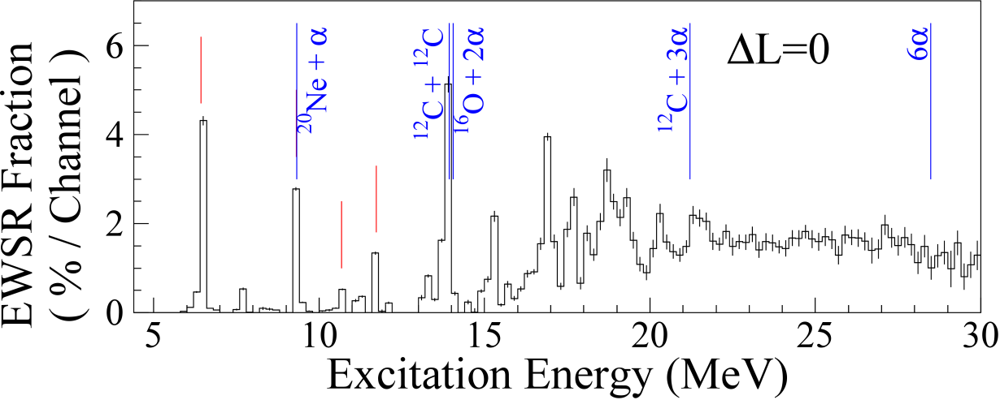 EWSR Fraction
( % / Channel )
6
4
2
0
²⁰Ne + α
¹²C + ¹²C
¹⁶O + 2α
¹²C + 3α
ΔL=0
6α
5
10
15
20
25
30
Excitation Energy (MeV)